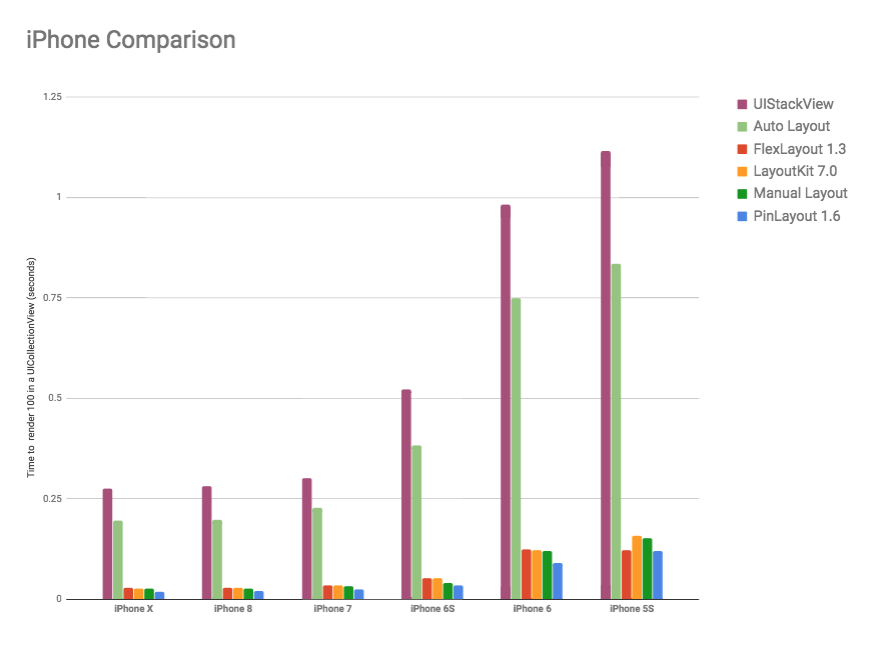 iPhone Comparison
1.25
1
0.75
0.5
0.25
0
Time to render 100 in a UICollectionView (seconds)
iPhone X
iPhone 8
iPhone 7
iPhone 6S
iPhone 6
iPhone 5S
UIStackView
Auto Layout
FlexLayout 1.3
LayoutKit 7.0
Manual Layout
PinLayout 1.6